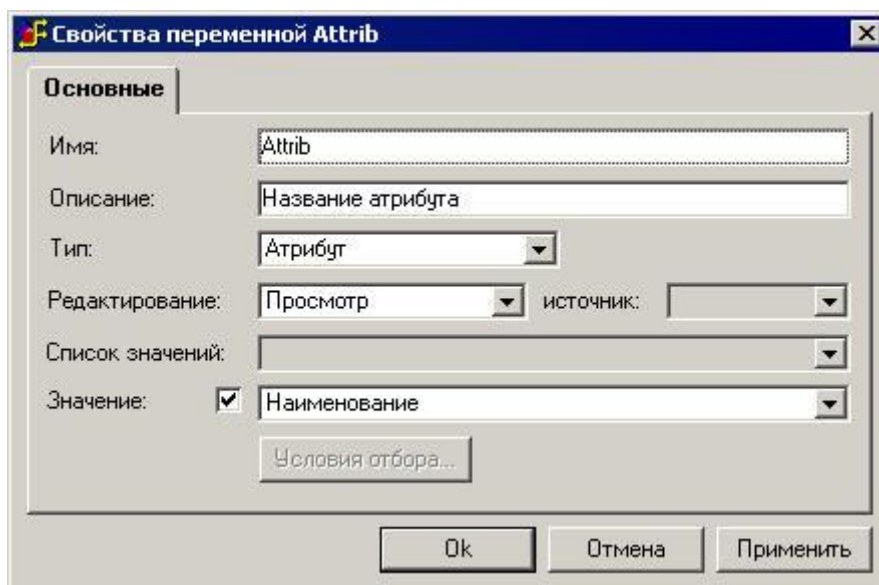 Свойства переменной Attrib
Основные
Имя: Attrib
Описание: Название атрибута
Тип: Атрибут
Редактирование: Просмотр источник:
Список значений:
Значение: Наименование
Условия отбора...
Ok Отмена Применить